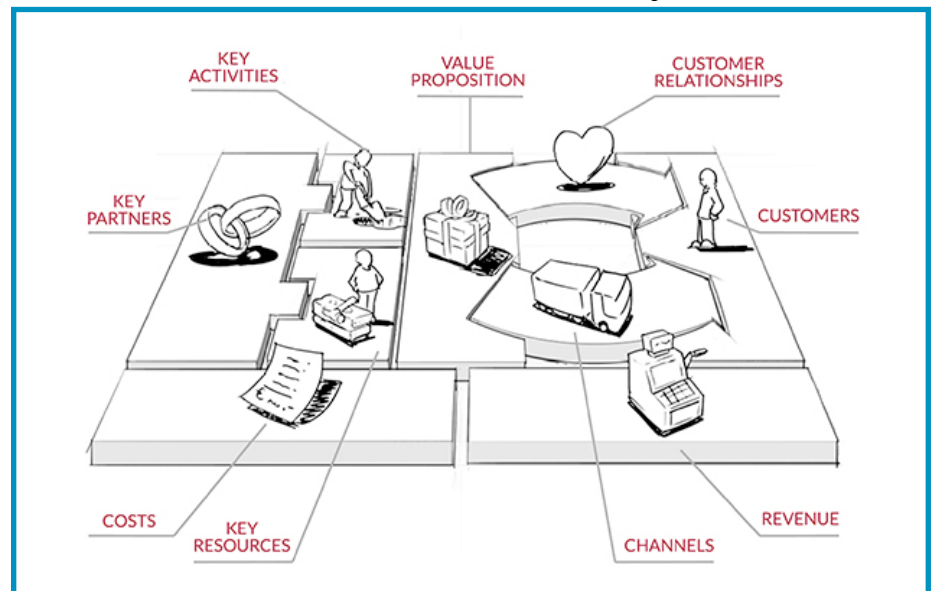 KEY
ACTIVITIES
VALUE
PROPOSITION
CUSTOMER
RELATIONSHIPS
KEY
PARTNERS
CUSTOMERS
COSTS
KEY
RESOURCES
CHANNELS
REVENUE